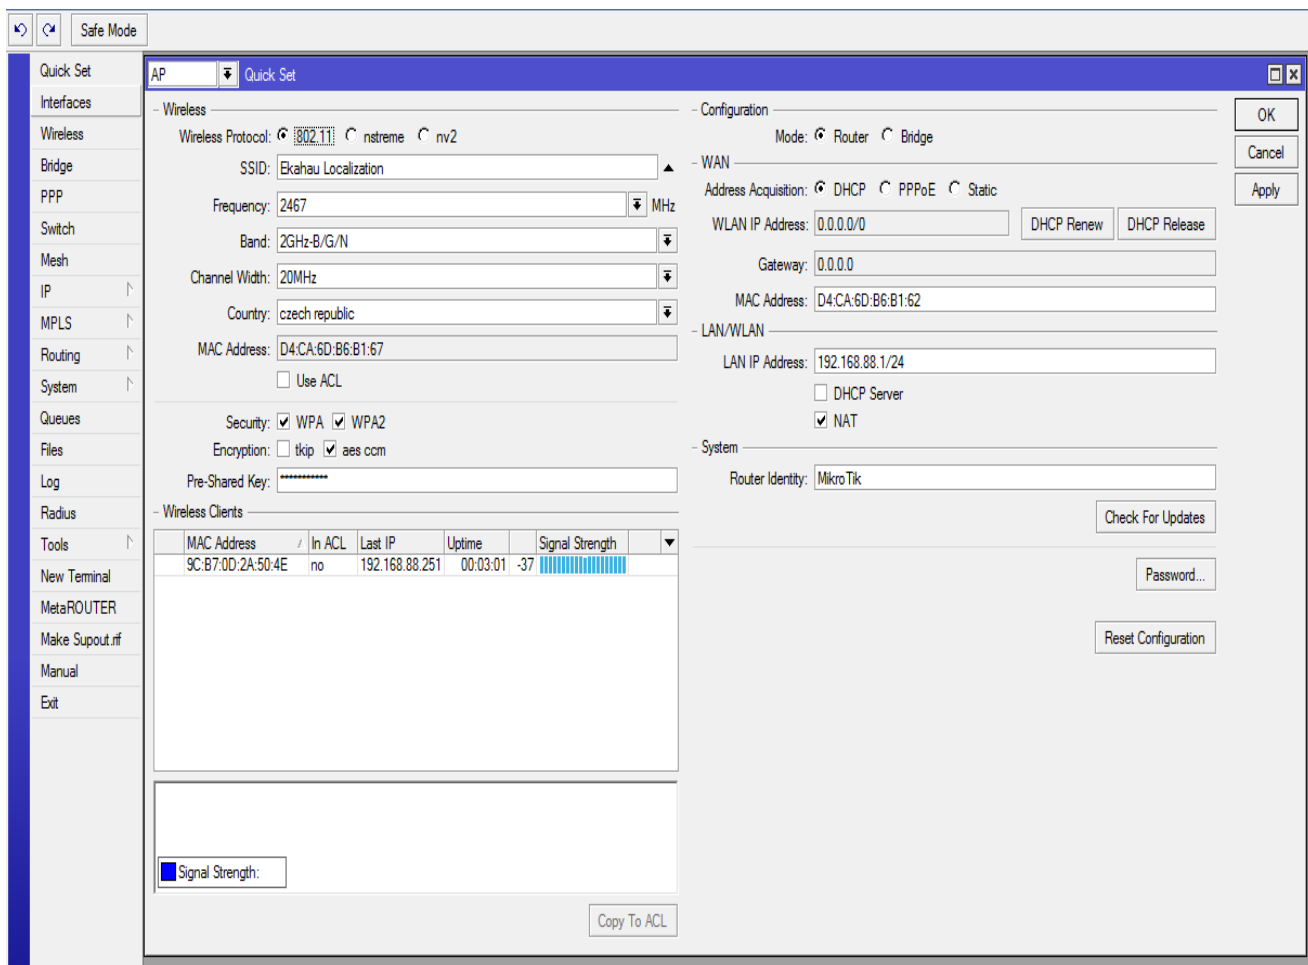 Safe Mode
Quick Set
Interfaces
Wireless
Bridge
PPP
Switch
Mesh
IP
MPLS
Routing
System
Queues
Files
Log
Radius
Tools
New Terminal
MetaROUTER
Make Supout.rif
Manual
Exit
AP Quick Set
Wireless
Wireless Protocol: 802.11 nstreme nv2
SSID: Ekahau Localization
Frequency: 2467 MHz
Band: 2GHz-B/G/N
Channel Width: 20MHz
Country: czech republic
MAC Address: D4:CA:6D:B6:B1:67
Use ACL
Security: WPA WPA2
Encryption: tkip aes ccm
Pre-Shared Key: ***********
Wireless Clients
MAC Address In ACL Last IP Uptime Signal Strength
9C:B7:0D:2A:50:4E no 192.168.88.251 00:03:01 -37
Signal Strength:
Copy To ACL
Configuration
Mode: Router Bridge
WAN
Address Acquisition: DHCP PPPoE Static
WLAN IP Address: 0.0.0.0/0 DHCP Renew DHCP Release
Gateway: 0.0.0.0
MAC Address: D4:CA:6D:B6:B1:62
LAN/WLAN
LAN IP Address: 192.168.88.1/24
DHCP Server
NAT
System
Router Identity: MikroTik
Check For Updates
Password...
Reset Configuration
OK
Cancel
Apply